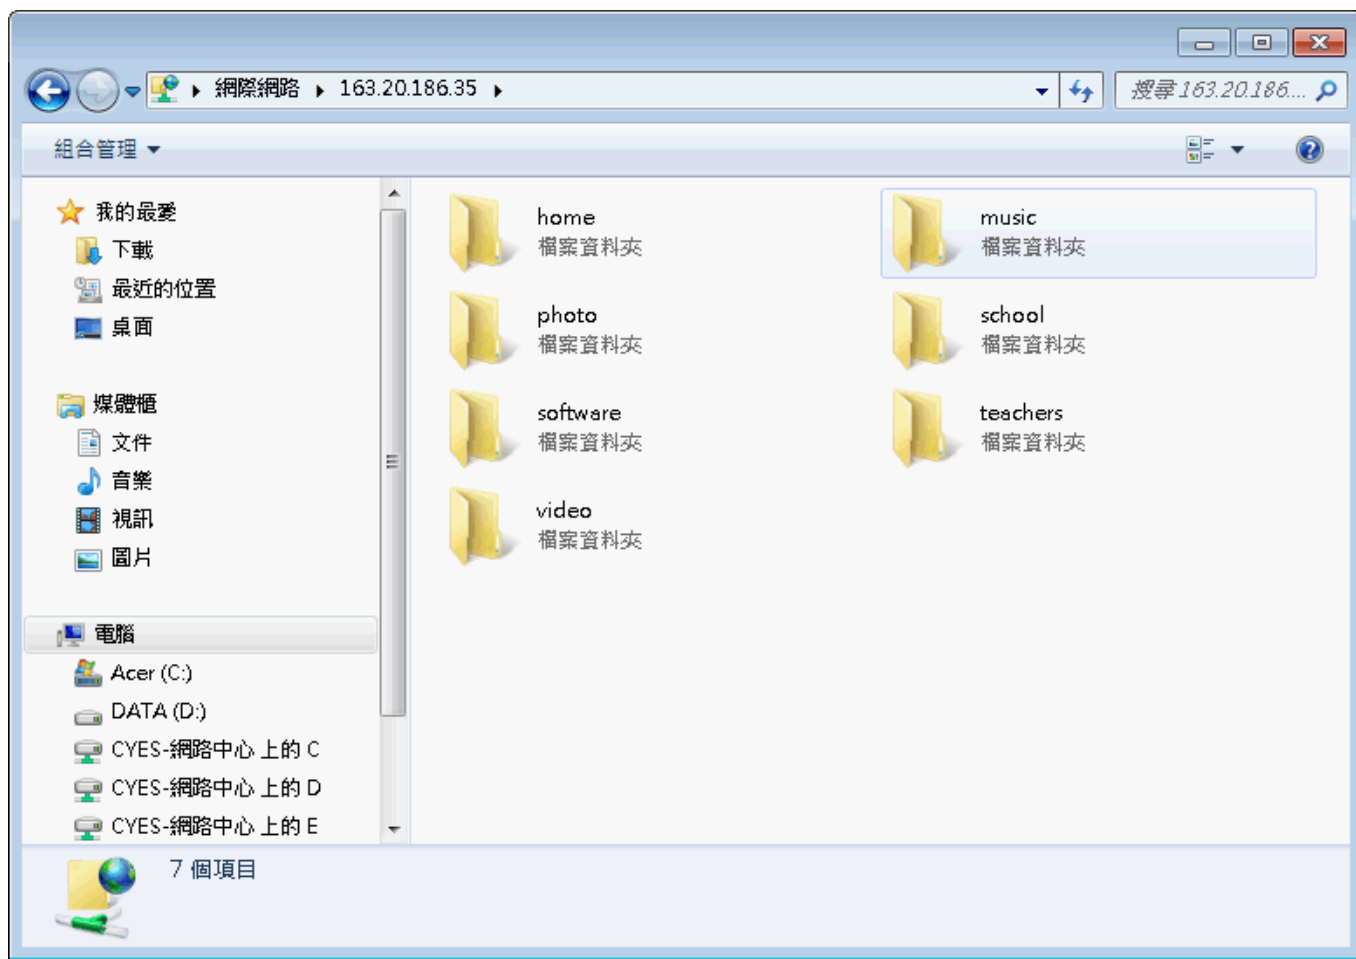 網際網路 163.20.186.35
搜尋 163.20.186....
組合管理
我的最愛
下載
最近的位置
桌面
媒體櫃
文件
音樂
視訊
圖片
電腦
Acer (C:)
DATA (D:)
CYES-網路中心 上的 C
CYES-網路中心 上的 D
CYES-網路中心 上的 E
home
檔案資料夾
music
檔案資料夾
photo
檔案資料夾
school
檔案資料夾
software
檔案資料夾
teachers
檔案資料夾
video
檔案資料夾
7 個項目